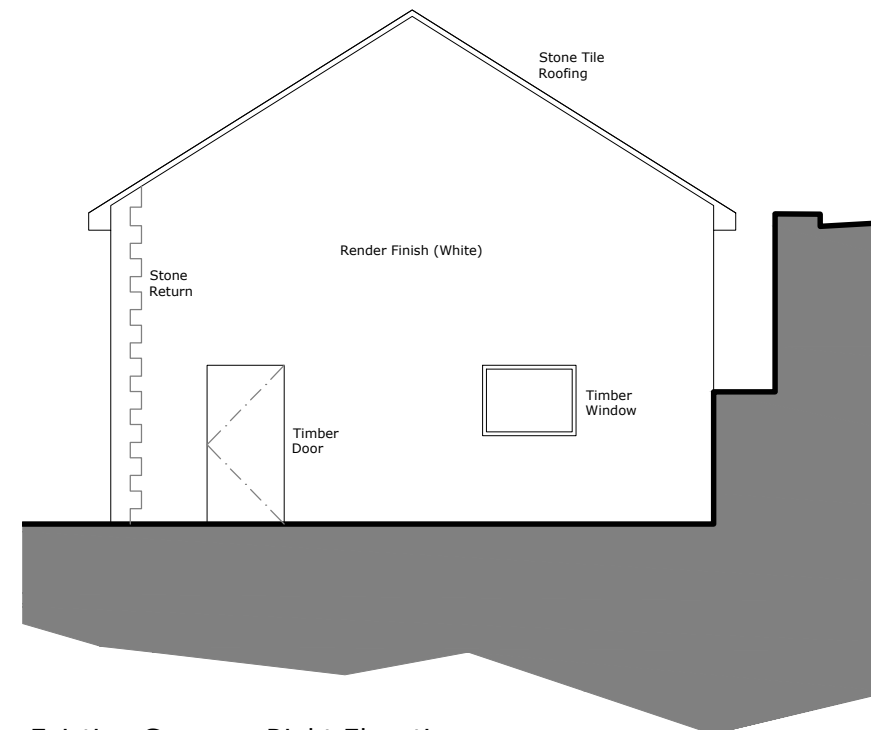 Stone Tile
Roofing
Render Finish (White)
Stone
Return
Timber
Window
Timber
Door